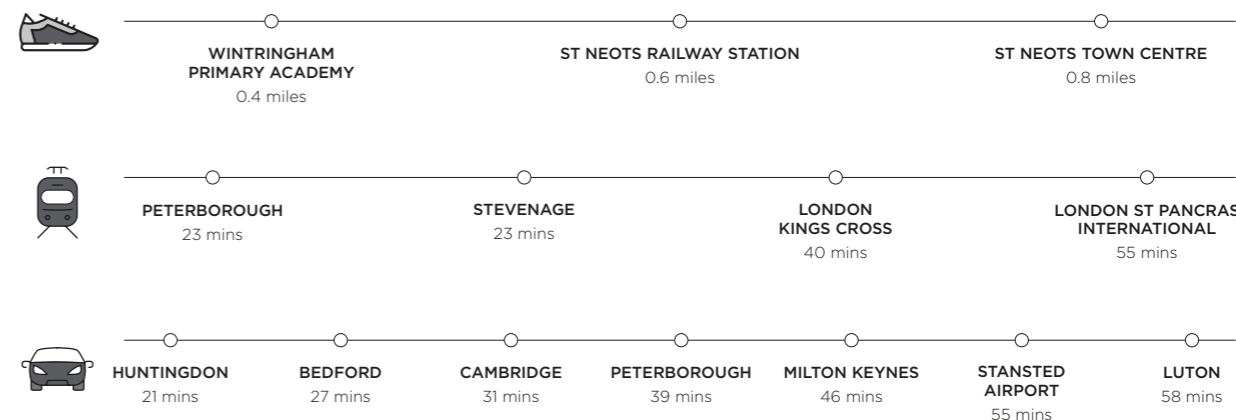 WINTRINGHAM
PRIMARY ACADEMY
0.4 miles
ST NEOTS RAILWAY STATION
0.6 miles
ST NEOTS TOWN CENTRE
0.8 miles
PETERBOROUGH
23 mins
STEVENAGE
23 mins
LONDON
KINGS CROSS
40 mins
LONDON ST PANCRAS
INTERNATIONAL
55 mins
HUNTINGDON
21 mins
BEDFORD
27 mins
CAMBRIDGE
31 mins
PETERBOROUGH
39 mins
MILTON KEYNES
46 mins
STANSTED
AIRPORT
55 mins
LUTON
58 mins